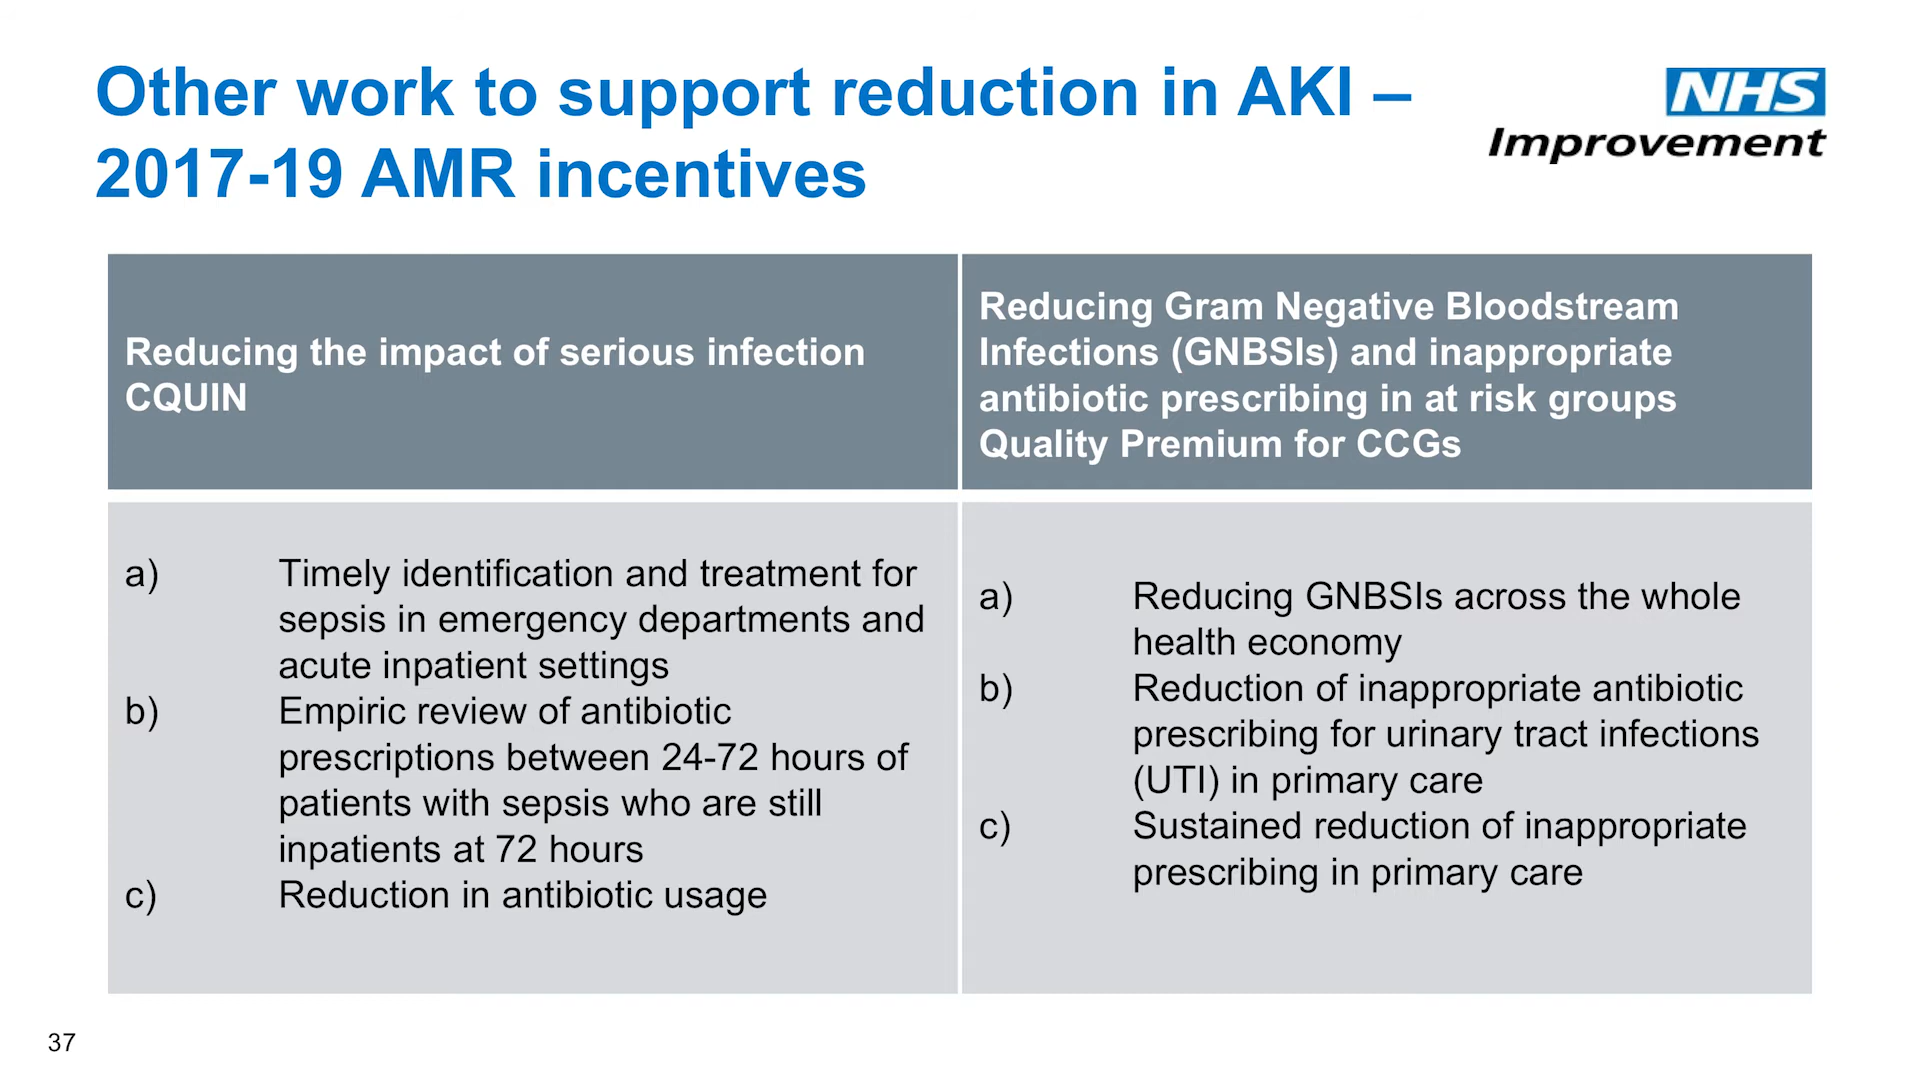 Other work to support reduction in AKI –
2017-19 AMR incentives
NHS
Improvement
Reducing the impact of serious infection
CQUIN
Reducing Gram Negative Bloodstream
Infections (GNBSIs) and inappropriate
antibiotic prescribing in at risk groups
Quality Premium for CCGs
a) Timely identification and treatment for
sepsis in emergency departments and
acute inpatient settings
b) Empiric review of antibiotic
prescriptions between 24-72 hours of
patients with sepsis who are still
inpatients at 72 hours
c) Reduction in antibiotic usage
a) Reducing GNBSIs across the whole
health economy
b) Reduction of inappropriate antibiotic
prescribing for urinary tract infections
(UTI) in primary care
c) Sustained reduction of inappropriate
prescribing in primary care
37